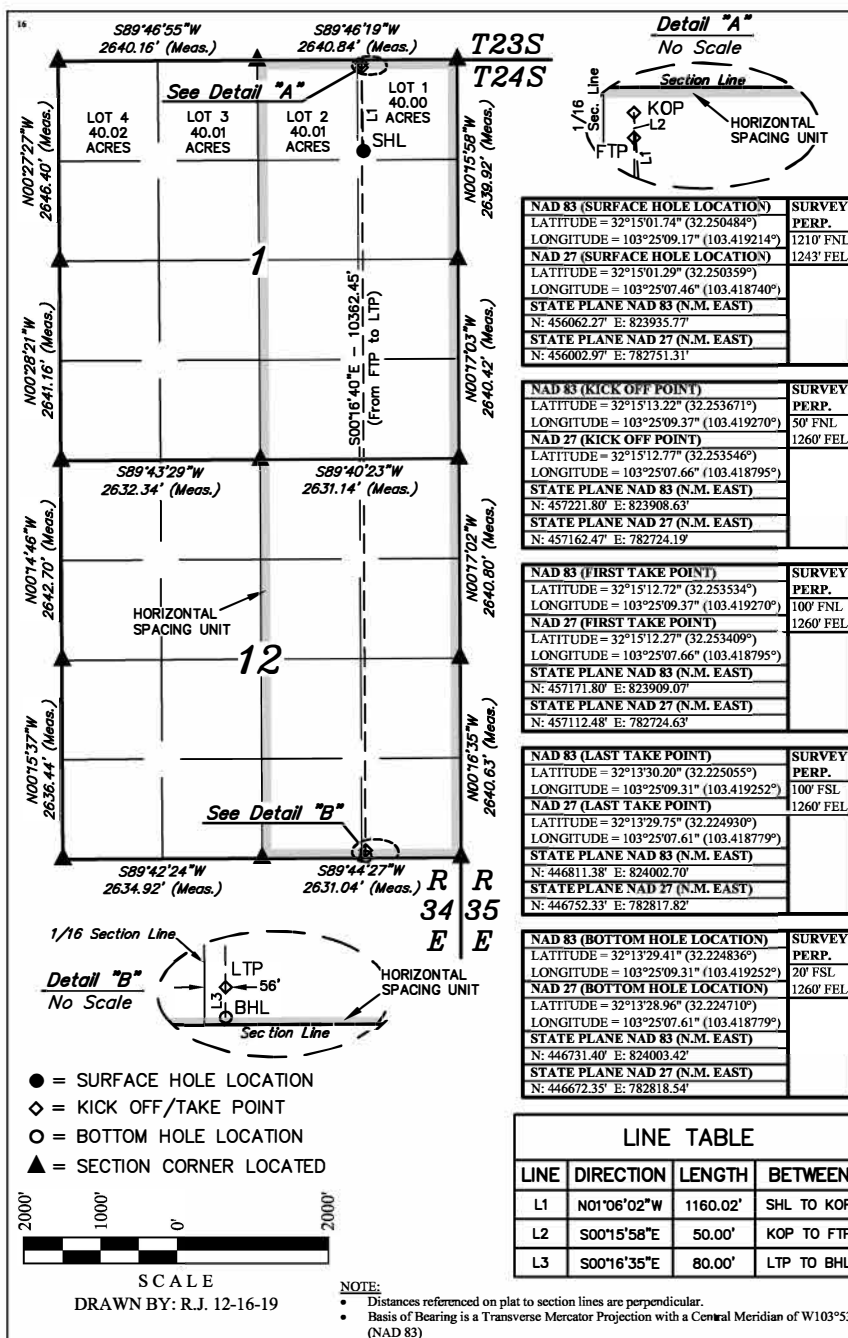 16
S89°46'55"W
2640.16' (Meas.)
S89°46'19"W
2640.84' (Meas.)
T23S
T24S
See Detail "A"
LOT 4
40.02
ACRES
LOT 3
40.01
ACRES
LOT 2
40.01
ACRES
LOT 1
40.00
ACRES
L1
SHL
N00°27'27"W
2646.40' (Meas.)
N00°15'58"W
2639.92' (Meas.)
1
N00°28'21"W
2641.16' (Meas.)
S00°16'40"E - 10362.45'
(From FTP to LTP)
N00°17'03"W
2640.42' (Meas.)
S89°43'29"W
2632.34' (Meas.)
S89°40'23"W
2631.14' (Meas.)
N00°14'46"W
2642.70' (Meas.)
N00°17'02"W
2640.80' (Meas.)
HORIZONTAL
SPACING UNIT
12
N00°15'37"W
2636.44' (Meas.)
N00°16'35"W
2640.63' (Meas.)
See Detail "B"
S89°42'24"W
2634.92' (Meas.)
S89°44'27"W
2631.04' (Meas.)
R R
34 35
E E
Detail "A"
No Scale
Section Line
1/16
Sec. Line
KOP
L2
FTP
L1
HORIZONTAL
SPACING UNIT
NAD 83 (SURFACE HOLE LOCATION) SURVEY
LATITUDE = 32°15'01.74" (32.250484°) PERP.
LONGITUDE = 103°25'09.17" (103.419214°) 1210' FNL
NAD 27 (SURFACE HOLE LOCATION) 1243' FEL
LATITUDE = 32°15'01.29" (32.250359°)
LONGITUDE = 103°25'07.46" (103.418740°)
STATE PLANE NAD 83 (N.M. EAST)
N: 456062.27' E: 823935.77'
STATE PLANE NAD 27 (N.M. EAST)
N: 456002.97' E: 782751.31'
NAD 83 (KICK OFF POINT) SURVEY
LATITUDE = 32°15'13.22" (32.253671°) PERP.
LONGITUDE = 103°25'09.37" (103.419270°) 50' FNL
NAD 27 (KICK OFF POINT) 1260' FEL
LATITUDE = 32°15'12.77" (32.253546°)
LONGITUDE = 103°25'07.66" (103.418795°)
STATE PLANE NAD 83 (N.M. EAST)
N: 457221.80' E: 823908.63'
STATE PLANE NAD 27 (N.M. EAST)
N: 457162.47' E: 782724.19'
NAD 83 (FIRST TAKE POINT) SURVEY
LATITUDE = 32°15'12.72" (32.253534°) PERP.
LONGITUDE = 103°25'09.37" (103.419270°) 100' FNL
NAD 27 (FIRST TAKE POINT) 1260' FEL
LATITUDE = 32°15'12.27" (32.253409°)
LONGITUDE = 103°25'07.66" (103.418795°)
STATE PLANE NAD 83 (N.M. EAST)
N: 457171.80' E: 823909.07'
STATE PLANE NAD 27 (N.M. EAST)
N: 457112.48' E: 782724.63'
NAD 83 (LAST TAKE POINT) SURVEY
LATITUDE = 32°13'30.20" (32.225055°) PERP.
LONGITUDE = 103°25'09.31" (103.419252°) 100' FSL
NAD 27 (LAST TAKE POINT) 1260' FEL
LATITUDE = 32°13'29.75" (32.224930°)
LONGITUDE = 103°25'07.61" (103.418779°)
STATE PLANE NAD 83 (N.M. EAST)
N: 446811.38' E: 824002.70'
STATE PLANE NAD 27 (N.M. EAST)
N: 446752.33' E: 782817.82'
NAD 83 (BOTTOM HOLE LOCATION) SURVEY
LATITUDE = 32°13'29.41" (32.224836°) PERP.
LONGITUDE = 103°25'09.31" (103.419252°) 20' FSL
NAD 27 (BOTTOM HOLE LOCATION) 1260' FEL
LATITUDE = 32°13'28.96" (32.224710°)
LONGITUDE = 103°25'07.61" (103.418779°)
STATE PLANE NAD 83 (N.M. EAST)
N: 446731.40' E: 824003.42'
STATE PLANE NAD 27 (N.M. EAST)
N: 446672.35' E: 782818.54'
1/16 Section Line
Detail "B"
No Scale
LTP
56'
L3
BHL
HORIZONTAL
SPACING UNIT
Section Line
= SURFACE HOLE LOCATION
= KICK OFF/TAKE POINT
= BOTTOM HOLE LOCATION
= SECTION CORNER LOCATED
2000' 1000' 0' 2000'
SCALE
DRAWN BY: R.J. 12-16-19
LINE TABLE
LINE DIRECTION LENGTH BETWEEN
L1 N01°06'02"W 1160.02' SHL TO KOP
L2 S00°15'58"E 50.00' KOP TO FTP
L3 S00°16'35"E 80.00' LTP TO BHL
NOTE:
• Distances referenced on plat to section lines are perpendicular.
• Basis of Bearing is a Transverse Mercator Projection with a Central Meridian of
(NAD 83)